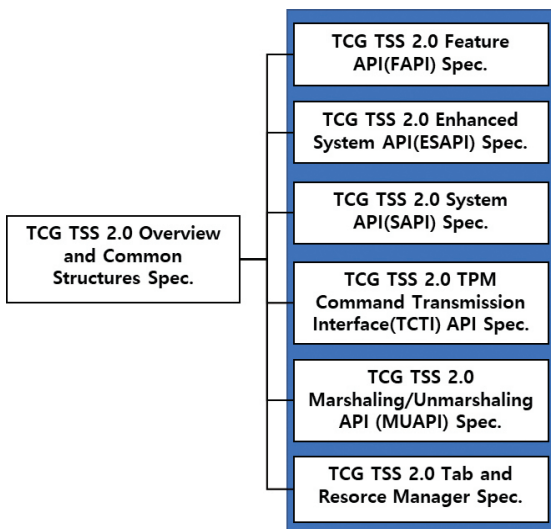 TCG TSS 2.0 Overview
and Common
Structures Spec.
TCG TSS 2.0 Feature
API(FAPI) Spec.
TCG TSS 2.0 Enhanced
System API(ESAPI) Spec.
TCG TSS 2.0 System
API(SAPI) Spec.
TCG TSS 2.0 TPM
Command Transmission
Interface(TCTI) API Spec.
TCG TSS 2.0
Marshaling/Unmarshaling
API (MUAPI) Spec.
TCG TSS 2.0 Tab and
Resorce Manager Spec.